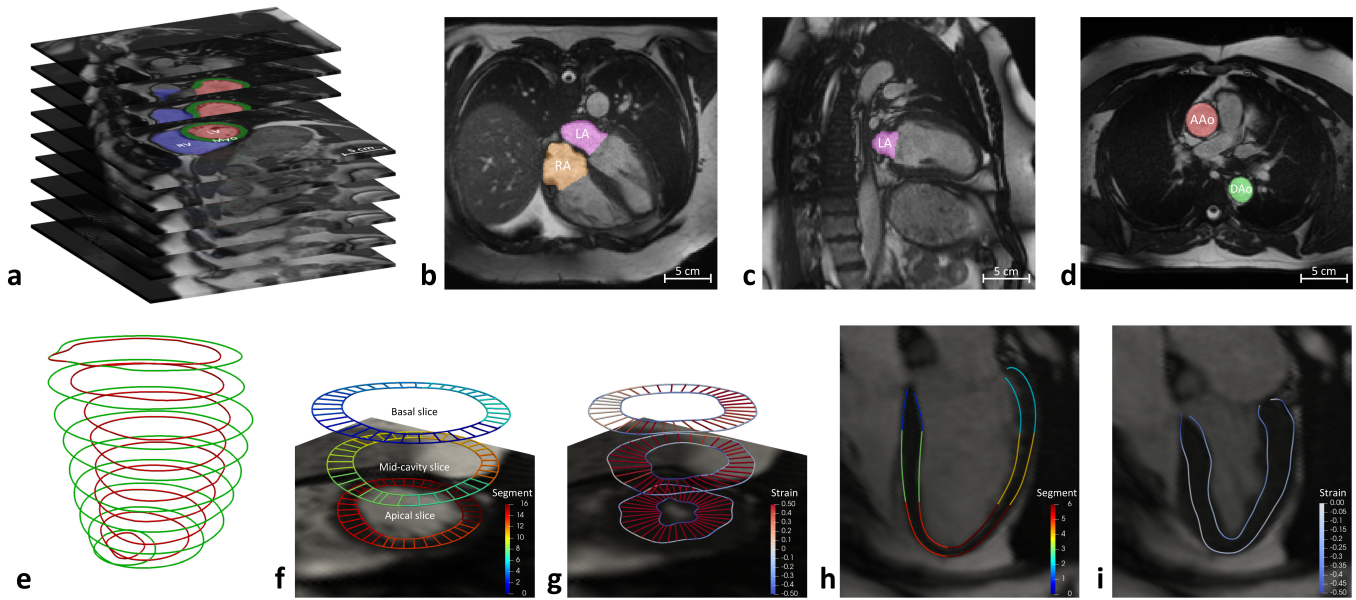 RV
LV
Myo
5 cm
a
LA
RA
5 cm
b
LA
5 cm
c
AAo
DAo
5 cm
d
e
Basal slice
Mid-cavity slice
Apical slice
Segment
16
14
12
10
8
6
4
2
0
f
Strain
0.50
0.4
0.3
0.2
0.1
0
-0.1
-0.2
-0.3
-0.4
-0.50
g
Segment
6
5
4
3
2
1
0
h
Strain
0.00
-0.05
-0.1
-0.15
-0.2
-0.25
-0.3
-0.35
-0.4
-0.45
-0.50
i